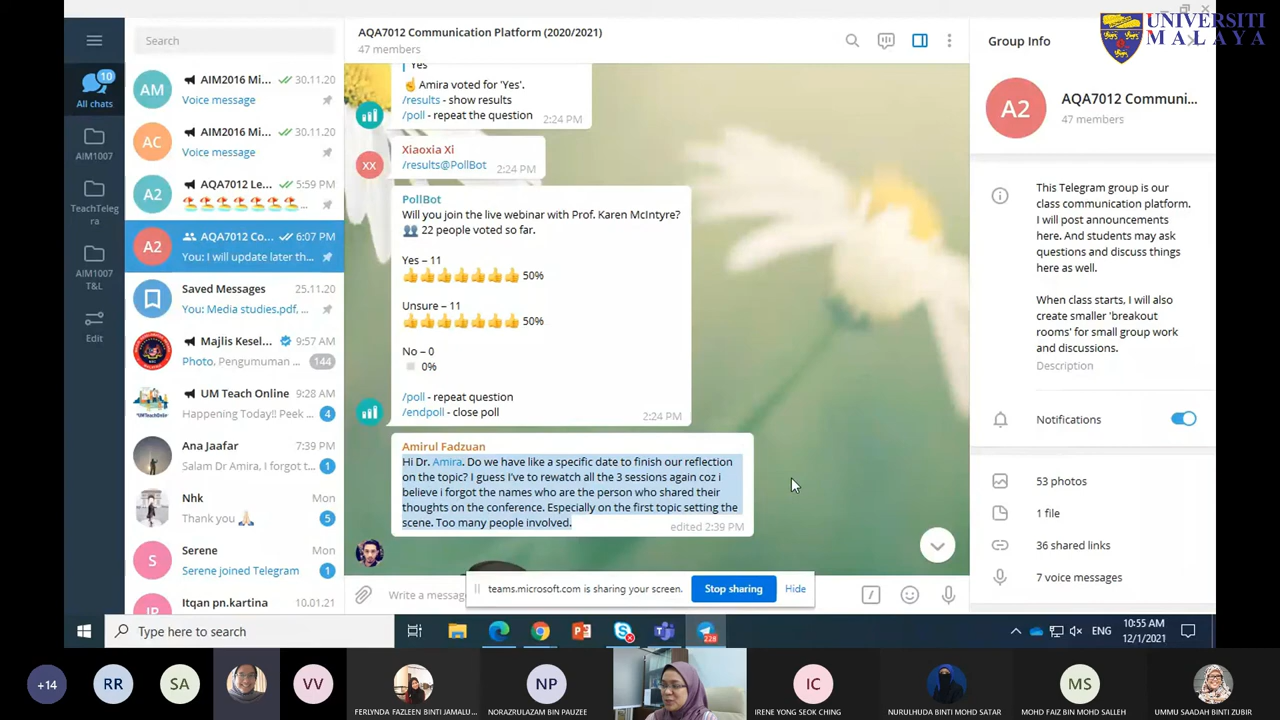 UNIVERSITI
MALAYA
Search
10
All chats
AIM1007
TeachTeleg
ra
AIM1007
T&L
Edit
AM
AIM2016 Mi...
30.11.20
Voice message
AC
AIM2016 Mi...
30.11.20
Voice message
A2
AQA7012 Le...
5:59 PM
A2
AQA7012 Co...
6:07 PM
You: I will update later th...
Saved Messages
25.11.20
You: Media studies.pdf, ...
Majlis Kesel...
9:57 AM
Photo. Pengumuman ...
144
UM Teach Online
9:28 AM
Happening Today!! Peek ...
4
Ana Jaafar
7:39 PM
Salam Dr Amira, I forgot t...
1
Nhk
Mon
Thank you 🙏🏻
5
S
Serene
Mon
Serene joined Telegram
1
Itqan pn.kartina
10.01.21
AQA7012 Communication Platform (2020/2021)
47 members
Yes
☝ Amira voted for 'Yes'.
/results - show results
/poll - repeat the question
2:24 PM
XX
Xiaoxia Xi
/results@PollBot
2:24 PM
PollBot
Will you join the live webinar with Prof. Karen McIntyre?
👥 22 people voted so far.
Yes – 11
👍👍👍👍👍👍👍 50%
Unsure – 11
👍👍👍👍👍👍👍 50%
No – 0
0%
/poll - repeat question
/endpoll - close poll
2:24 PM
Amirul Fadzuan
Hi Dr. Amira. Do we have like a specific date to finish our reflection
on the topic? I guess I've to rewatch all the 3 sessions again coz i
believe i forgot the names who are the person who shared their
thoughts on the conference. Especially on the first topic setting the
scene. Too many people involved.
edited 2:39 PM
Write a messag
teams.microsoft.com is sharing your screen.
Stop sharing
Hide
Group Info
A2
AQA7012 Communi...
47 members
This Telegram group is our
class communication platform.
I will post announcements
here. And students may ask
questions and discuss things
here as well.
When class starts, I will also
create smaller 'breakout
rooms' for small group work
and discussions.
Description
Notifications
53 photos
1 file
36 shared links
7 voice messages
Type here to search
228
ENG
10:55 AM
12/1/2021
+14
RR
SA
VV
FERLYNDA FAZLEEN BINTI JAMALU...
NP
NORAZRULAZAM BIN PAUZEE
IC
IRENE YONG SEOK CHING
NURULHUDA BINTI MOHD SATAR
MS
MOHD FAIZ BIN MOHD SALLEH
UMMU SAADAH BINTI ZUBIR